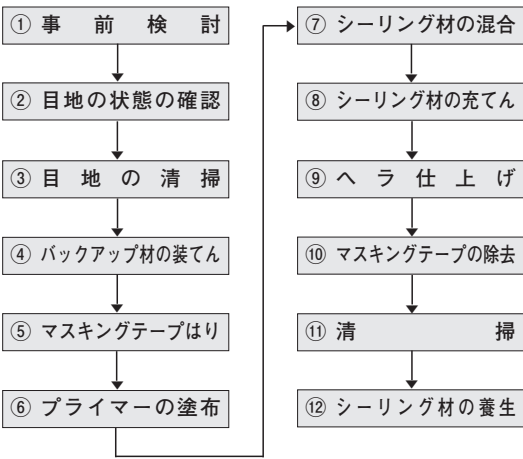 ① 事前検討
② 目地の状態の確認
③ 目地の清掃
④ バックアップ材の装てん
⑤ マスキングテープはり
⑥ プライマーの塗布
⑦ シーリング材の混合
⑧ シーリング材の充てん
⑨ ヘラ仕上げ
⑩ マスキングテープの除去
⑪ 清掃
⑫ シーリング材の養生